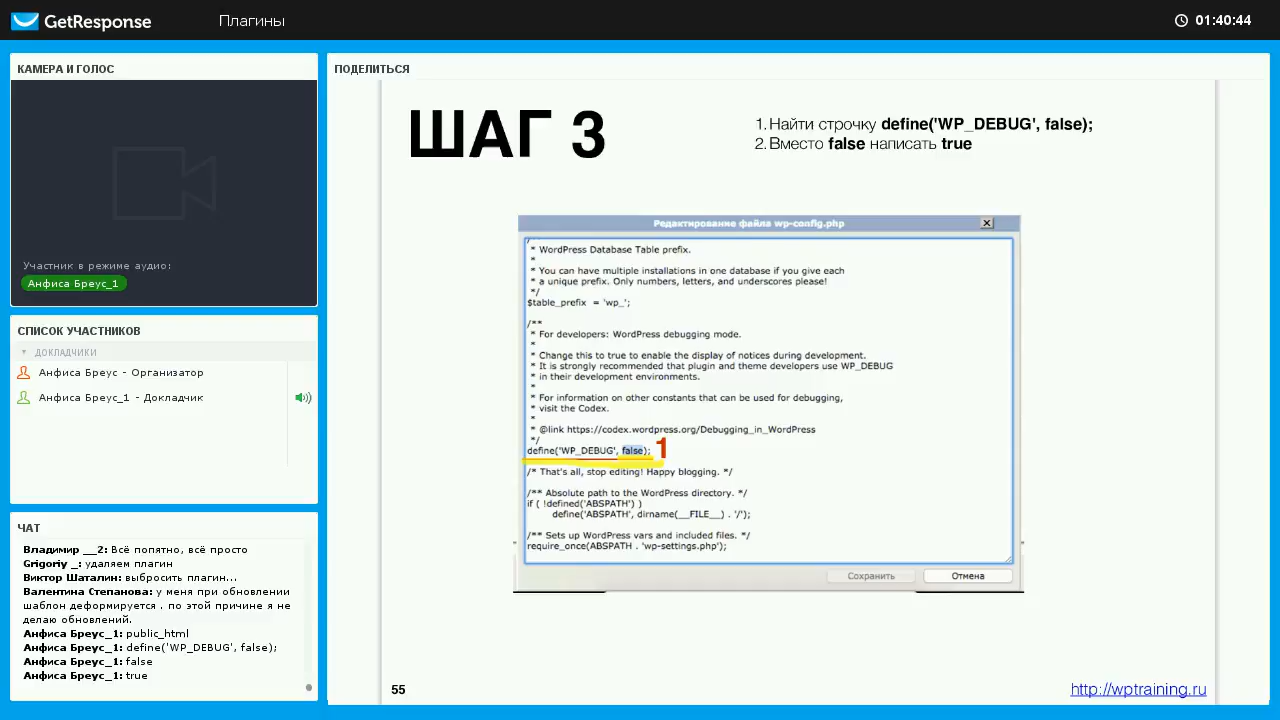 GetResponse
Плагины
01:40:44
КАМЕРА И ГОЛОС
Участник в режиме аудио:
Анфиса Бреус_1
СПИСОК УЧАСТНИКОВ
ДОКЛАДЧИКИ
Анфиса Бреус - Организатор
Анфиса Бреус_1 - Докладчик
ЧАТ
Владимир __2: Всё попятно, всё просто
Grigoriy _: удаляем плагин
Виктор Шаталин: выбросить плагин...
Валентина Степанова: у меня при обновлении
шаблон деформируется . по этой причине я не
делаю обновлений.
Анфиса Бреус_1: public_html
Анфиса Бреус_1: define('WP_DEBUG', false);
Анфиса Бреус_1: false
Анфиса Бреус_1: true
ПОДЕЛИТЬСЯ
ШАГ 3
1. Найти строчку define('WP_DEBUG', false);
2. Вместо false написать true
Редактирование файла wp-config.php
/**
* WordPress Database Table prefix.
*
* You can have multiple installations in one database if you give each
* a unique prefix. Only numbers, letters, and underscores please!
*/
$table_prefix = 'wp_';
/**
* For developers: WordPress debugging mode.
*
* Change this to true to enable the display of notices during development.
* It is strongly recommended that plugin and theme developers use WP_DEBUG
* in their development environments.
*
* For information on other constants that can be used for debugging,
* visit the Codex.
*
* @link https://codex.wordpress.org/Debugging_in_WordPress
*/
define('WP_DEBUG', false); 1
/* That's all, stop editing! Happy blogging. */
/** Absolute path to the WordPress directory. */
if ( !defined('ABSPATH') )
define('ABSPATH', dirname(__FILE__) . '/');
/** Sets up WordPress vars and included files. */
require_once(ABSPATH . 'wp-settings.php');
Сохранить
Отмена
55
http://wptraining.ru